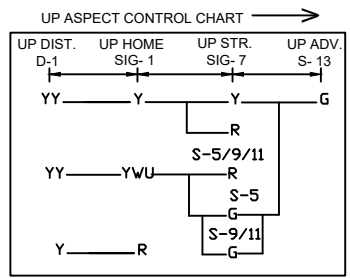 UP ASPECT CONTROL CHART
UP DIST. UP HOME UP STR. UP ADV.
D-1 SIG- 1 SIG- 7 S- 13
YY Y Y G
R
S-5/9/11
YY YWU R
S-5
G
S-9/11
Y R G